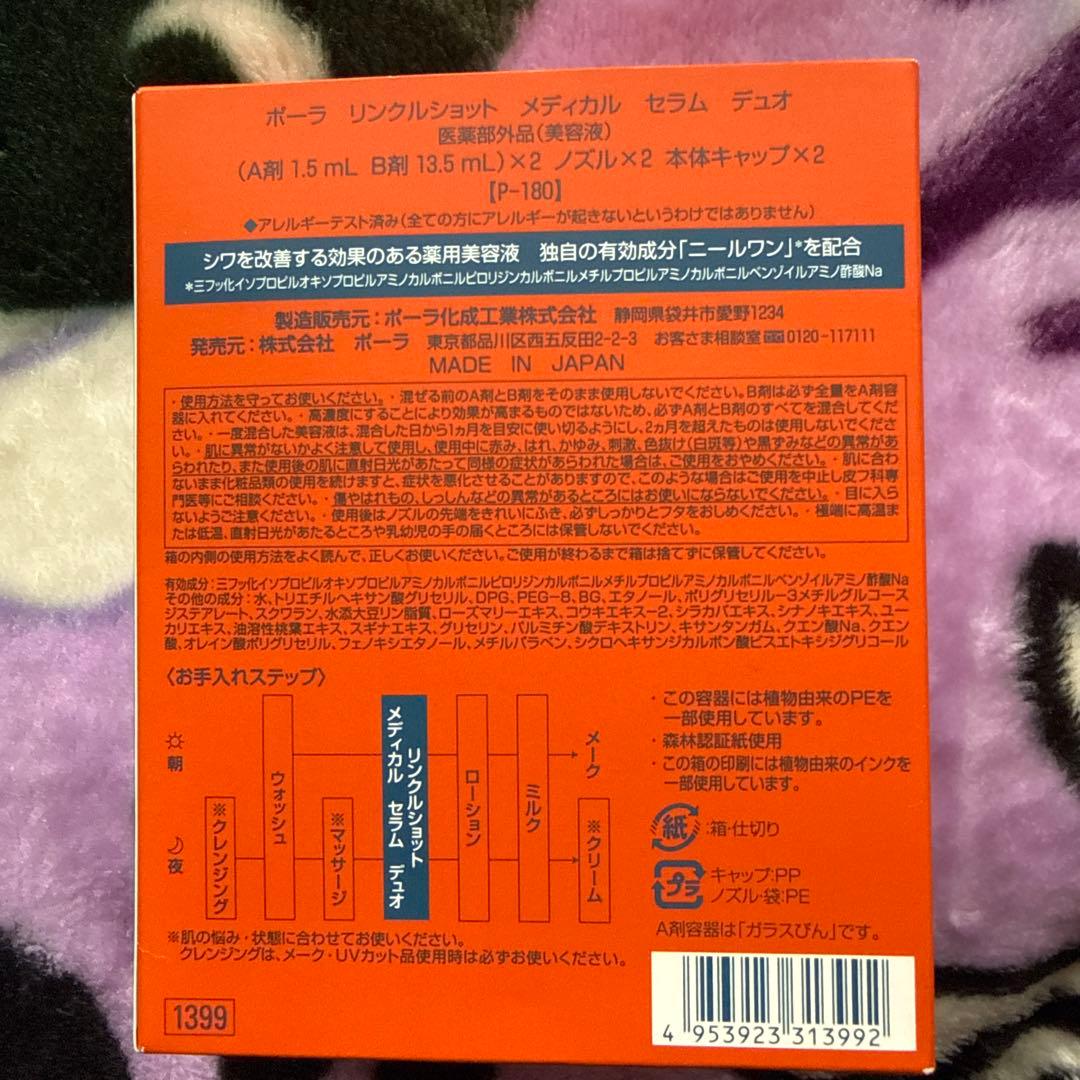 ポーラ リンクルショット メディカル セラム デュオ
医薬部外品(美容液)
(A剤 1.5 mL B剤 13.5 mL)×2 ノズル×2 本体キャップ×2
【P-180】
◆アレルギーテスト済み(全ての方にアレルギーが起きないというわけではありません)
シワを改善する効果のある薬用美容液 独自の有効成分「ニールワン」*を配合
*三フッ化イソプロピルオキソプロピルアミノカルボニルピロリジンカルボニルメチルプロピルアミノカルボニルベンゾイルアミノ酢酸Na
製造販売元:ポーラ化成工業株式会社 静岡県袋井市愛野1234
発売元:株式会社 ポーラ 東京都品川区西五反田2-2-3 お客さま相談室 0120-117111
MADE IN JAPAN
・使用方法を守ってお使いください。・混ぜる前のA剤とB剤をそのまま使用しないでください。B剤は必ず全量をA剤容
器に入れてください。・高濃度にすることにより効果が高まるものではないため、必ずA剤とB剤のすべてを混合してくだ
さい。・一度混合した美容液は、混合した日から1ヵ月を目安に使い切るようにし、2ヵ月を超えたものは使用しないでくださ
い。・肌に異常がないかよく注意して使用し、使用中に赤み、はれ、かゆみ、刺激、色抜け(白斑等)や黒ずみなどの異常があ
らわれたり、また使用後の肌に直射日光があたって同様の症状があらわれた場合は、ご使用をおやめください。・肌に合わ
ないまま化粧品類の使用を続けますと、症状を悪化させることがありますので、このような場合はご使用を中止し皮フ科専
門医等にご相談ください。・傷やはれもの、しっしんなどの異常があるところにはお使いにならないでください。・目に入ら
ないようご注意ください。・使用後はノズルの先端をきれいにふき、必ずしっかりとフタをおしめください。・極端に高温ま
たは低温、直射日光があたるところや乳幼児の手の届くところには保管しないでください。
箱の内側の使用方法をよく読んで、正しくお使いください。ご使用が終わるまで箱は捨てずに保管してください。
有効成分:三フッ化イソプロピルオキソプロピルアミノカルボニルピロリジンカルボニルメチルプロピルアミノカルボニルベンゾイルアミノ酢酸Na
その他の成分:水、トリエチルヘキサン酸グリセリル、DPG、PEG-8、BG、エタノール、ポリグリセリル-3メチルグルコース
ジステアレート、スクワラン、水添大豆リン脂質、ローズマリーエキス、コウキエキス-2、シラカバエキス、シナノキエキス、ユー
カリエキス、油溶性桃葉エキス、スギナエキス、グリセリン、パルミチン酸デキストリン、キサンタンガム、クエン酸Na、クエン
酸、オレイン酸ポリグリセリル、フェノキシエタノール、メチルパラベン、シクロヘキサンジカルボン酸ビスエトキシジグリコール
〈お手入れステップ〉
朝
夜
※クレンジング
ウォッシュ
※マッサージ
リンクルショット
メディカル セラム デュオ
ローション
ミルク
メーク
※クリーム
※肌の悩み・状態に合わせてお使いください。
クレンジングは、メーク・UVカット品使用時は必ずお使いください。
1399
・この容器には植物由来のPEを
一部使用しています。
・森林認証紙使用
・この箱の印刷には植物由来のインクを
一部使用しています。
紙 :箱・仕切り
プラ キャップ:PP
ノズル・袋:PE
A剤容器は「ガラスびん」です。
4 953923 313992